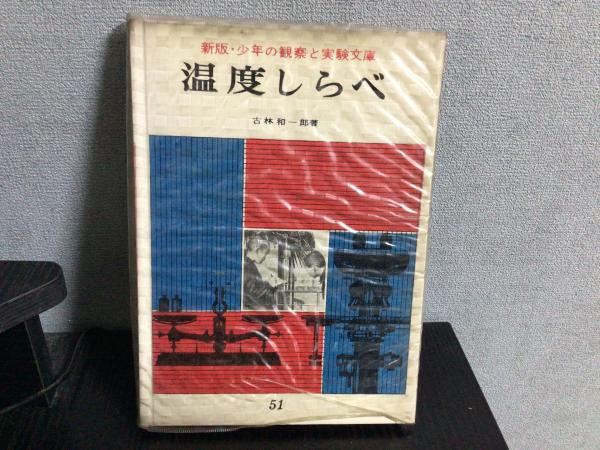 新版・少年の観察と実験文庫
温度しらべ
古林和一郎著
51